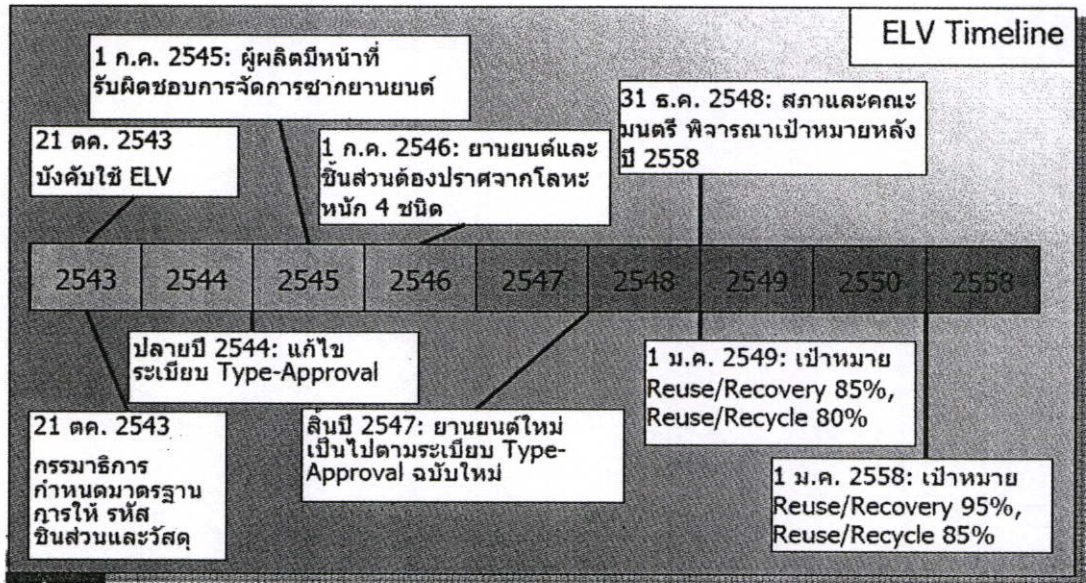 ELV Timeline
1 ก.ค. 2545: ผู้ผลิตมีหน้าที่
รับผิดชอบการจัดการซากยานยนต์
21 ตค. 2543
บังคับใช้ ELV
1 ก.ค. 2546: ยานยนต์และ
ชิ้นส่วนต้องปราศจากโลหะ
หนัก 4 ชนิด
31 ธ.ค. 2548: สภาและคณะ
มนตรี พิจารณาเป้าหมายหลัง
ปี 2558
2543 2544 2545 2546 2547 2548 2549 2550 2558
ปลายปี 2544: แก้ไข
ระเบียบ Type-Approval
21 ตค. 2543
กรรมาธิการ
กำหนดมาตรฐาน
การให้ รหัส
ชิ้นส่วนและวัสดุ
สิ้นปี 2547: ยานยนต์ใหม่
เป็นไปตามระเบียบ Type-
Approval ฉบับใหม่
1 ม.ค. 2549: เป้าหมาย
Reuse/Recovery 85%,
Reuse/Recycle 80%
1 ม.ค. 2558: เป้าหมาย
Reuse/Recovery 95%,
Reuse/Recycle 85%